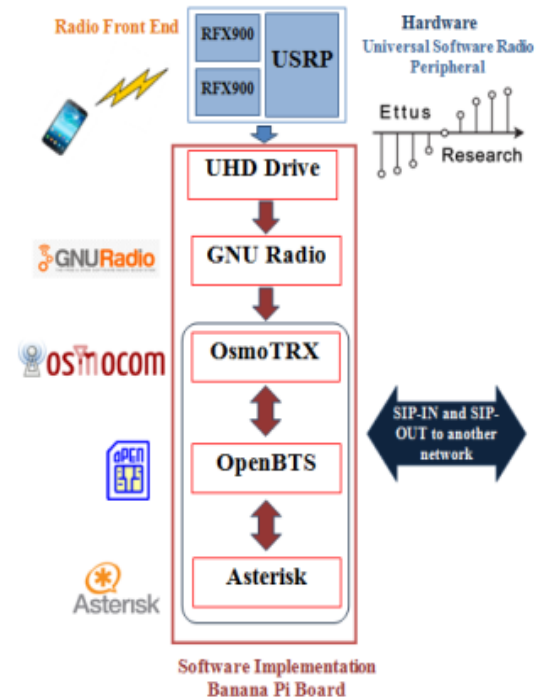 Radio Front End
RFX900
RFX900
USRP
Hardware
Universal Software Radio
Peripheral
Ettus
Research
UHD Drive
GNURadio
GNU Radio
osmocom
OsmoTRX
SIP-IN and SIP-
OUT to another
network
OPEN
OpenBTS
Asterisk
Asterisk
Software Implementation
Banana Pi Board